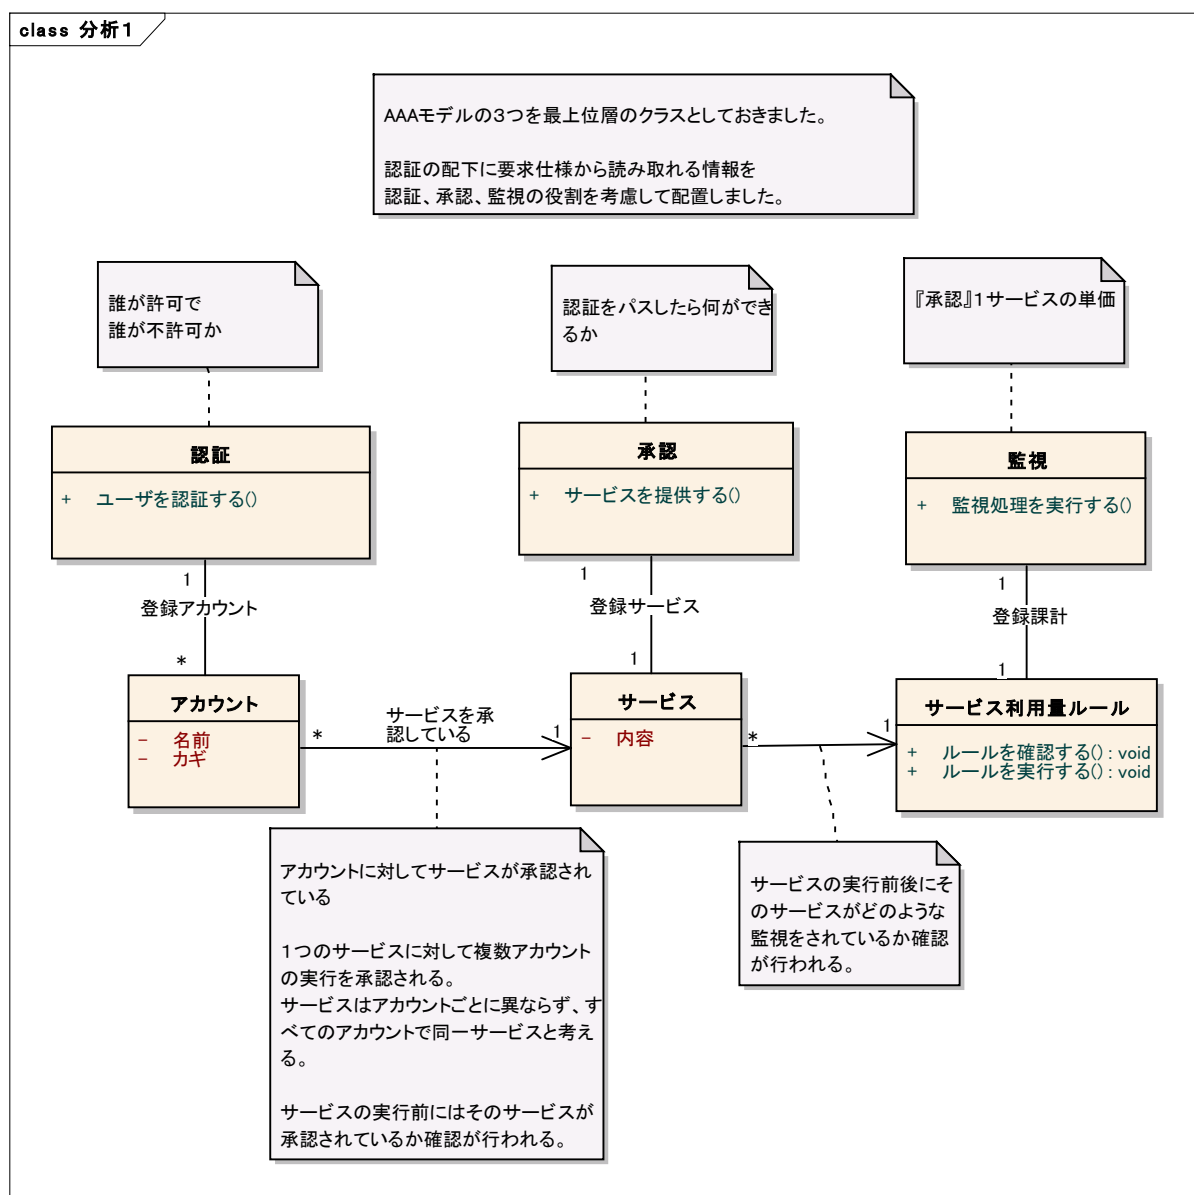 class 分析１
AAAモデルの３つを最上位層のクラスとしておきました。
認証の配下に要求仕様から読み取れる情報を
認証、承認、監視の役割を考慮して配置しました。
誰が許可で
誰が不許可か
認証をパスしたら何ができ
るか
『承認』１サービスの単価
認証
+ ユーザを認証する()
承認
+ サービスを提供する()
監視
+ 監視処理を実行する()
1
登録アカウント
*
1
登録サービス
1
1
登録課計
1
アカウント
- 名前
- カギ
*
サービスを承
認している
1
サービス
- 内容
*
1
サービス利用量ルール
+ ルールを確認する() : void
+ ルールを実行する() : void
アカウントに対してサービスが承認され
ている
１つのサービスに対して複数アカウント
の実行を承認される。
サービスはアカウントごとに異ならず、す
べてのアカウントで同一サービスと考え
る。
サービスの実行前にはそのサービスが
承認されているか確認が行われる。
サービスの実行前後にそ
のサービスがどのような
監視をされているか確認
が行われる。